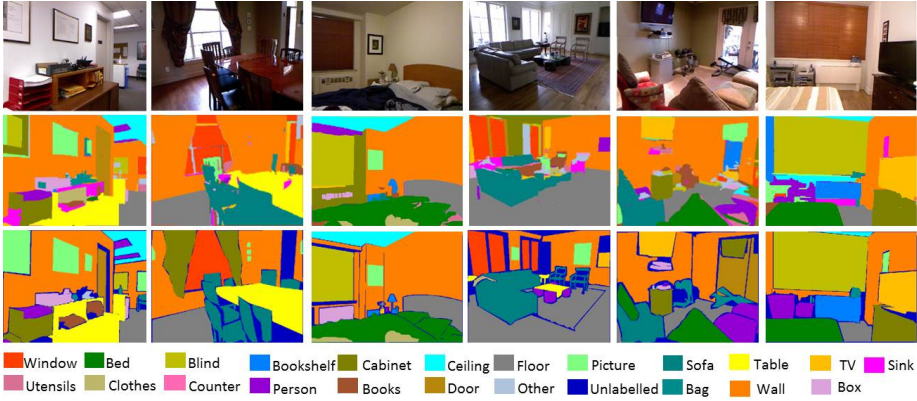 Window Bed Blind Bookshelf Cabinet Ceiling Floor Picture Sofa Table TV Sink
Utensils Clothes Counter Person Books Door Other Unlabelled Bag Wall Box